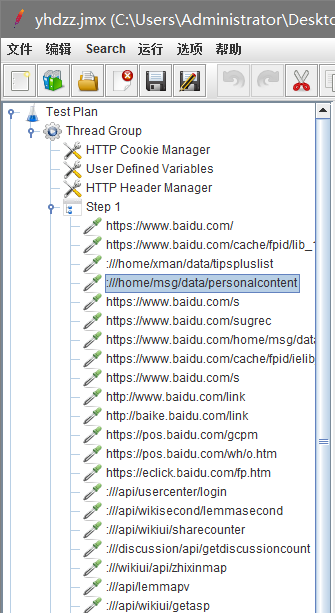 yhdzz.jmx (C:\Users\Administrator\Deskto
文件 编辑 Search 运行 选项 帮助
Test Plan
Thread Group
HTTP Cookie Manager
User Defined Variables
HTTP Header Manager
Step 1
https://www.baidu.com/
https://www.baidu.com/cache/fpid/lib_1
:///home/xman/data/tipspluslist
:///home/msg/data/personalcontent
https://www.baidu.com/s
https://www.baidu.com/sugrec
https://www.baidu.com/home/msg/da
https://www.baidu.com/cache/fpid/ielib
https://www.baidu.com/s
http://www.baidu.com/link
http://baike.baidu.com/link
https://pos.baidu.com/gcpm
https://pos.baidu.com/wh/o.htm
https://eclick.baidu.com/fp.htm
:///api/usercenter/login
:///api/wikisecond/lemmasecond
:///api/wikiui/sharecounter
:///discussion/api/getdiscussioncount
:///wikiui/api/zhixinmap
:///api/lemmapv
:///api/wikiui/getasp